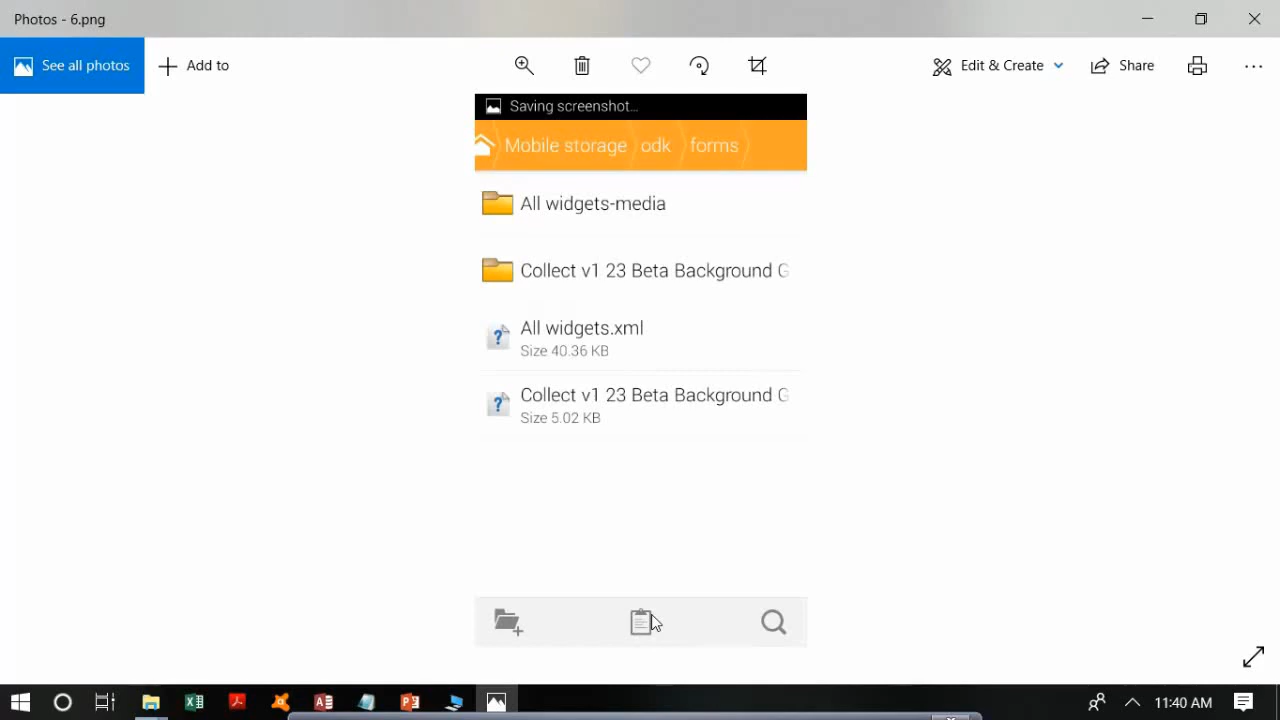 Photos - 6.png
See all photos
Add to
Edit & Create
Share
Saving screenshot...
Mobile storage odk forms
All widgets-media
Collect v1 23 Beta Background G
All widgets.xml
Size 40.36 KB
Collect v1 23 Beta Background G
Size 5.02 KB
11:40 AM